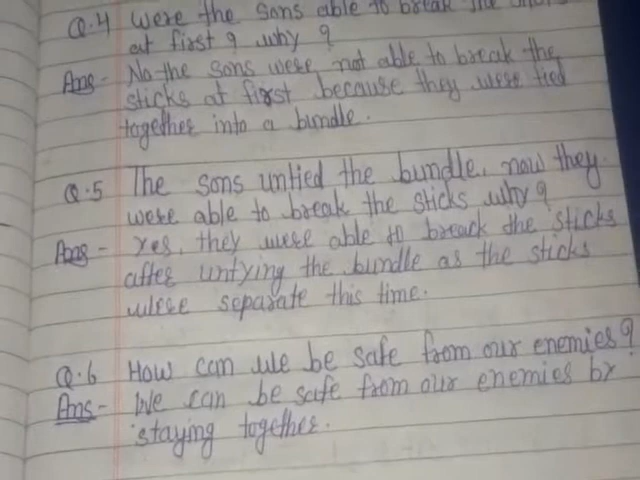 Q.4 Were the sons able to break the
at first ? why ?
Ans - No the sons were not able to break the
sticks at first because they were tied
together into a bundle.
Q.5 The sons untied the bundle, now they
were able to break the sticks why ?
Ans - Yes, they were able to breack the sticks
after untying the bundle as the sticks
were separate this time.
Q.6 How can we be safe from our enemies ?
Ans - We can be safe from our enemies by
staying together.